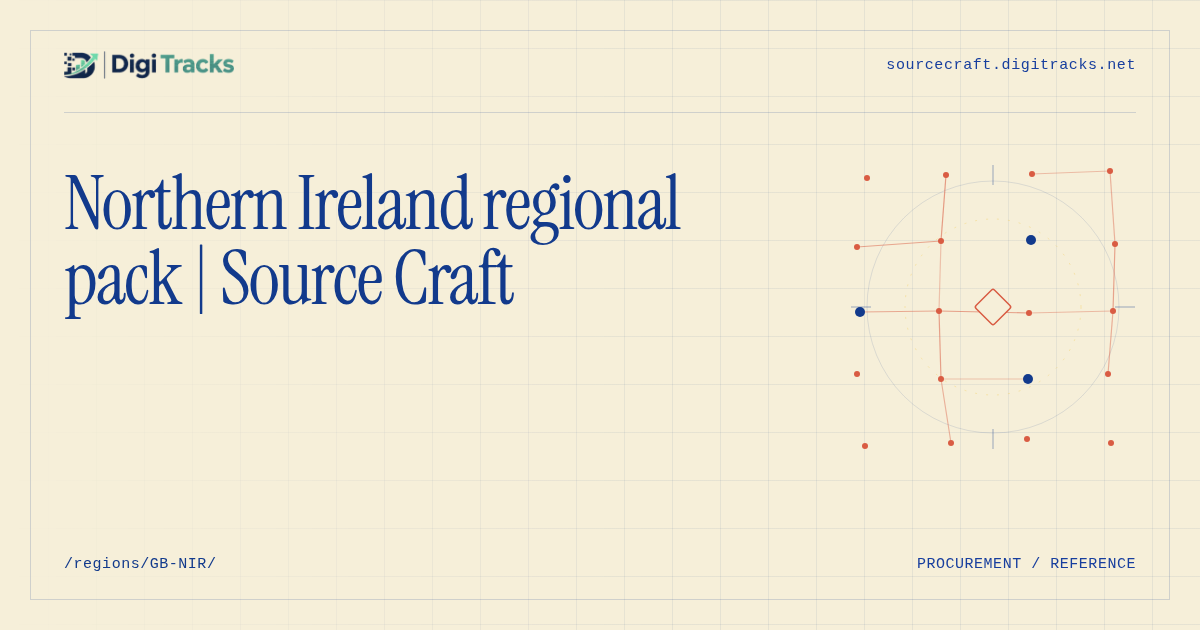 Digi Tracks
sourcecraft.digitracks.net
Northern Ireland regional
pack | Source Craft
/regions/GB-NIR/
PROCUREMENT / REFERENCE